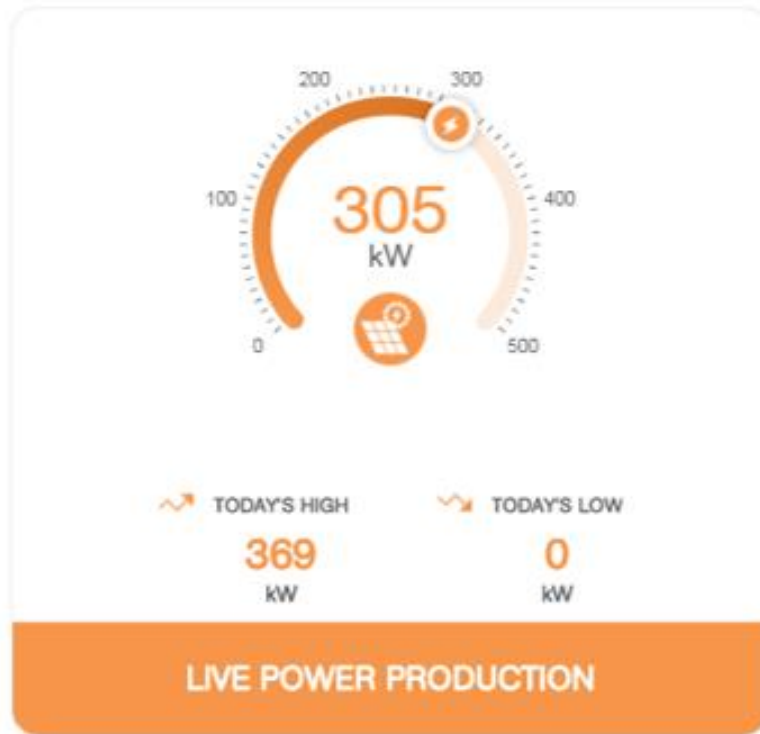 200 300
100 400
305
kW
0 500
TODAY'S HIGH TODAY'S LOW
369 0
kW kW
LIVE POWER PRODUCTION